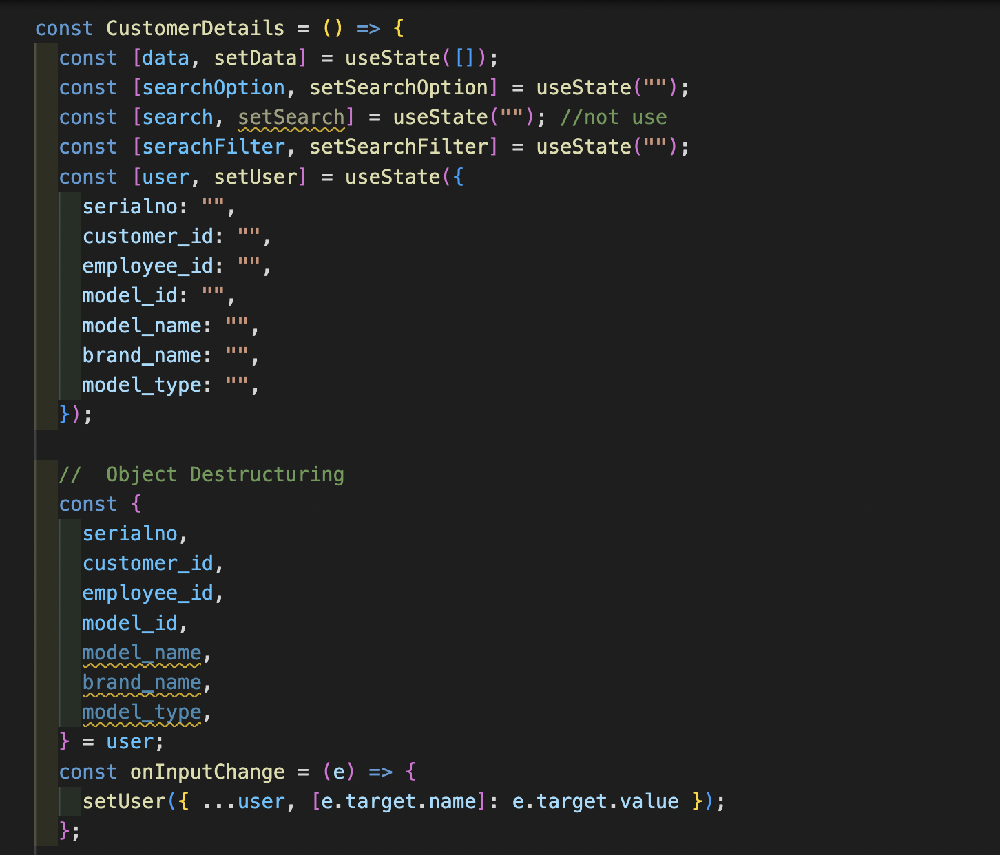 const CustomerDetails = () => {
const [data, setData] = useState([]);
const [searchOption, setSearchOption] = useState("");
const [search, setSearch] = useState(""); //not use
const [serachFilter, setSearchFilter] = useState("");
const [user, setUser] = useState({
serialno: "",
customer_id: "",
employee_id: "",
model_id: "",
model_name: "",
brand_name: "",
model_type: "",
});
//  Object Destructuring
const {
serialno,
customer_id,
employee_id,
model_id,
model_name,
brand_name,
model_type,
} = user;
const onInputChange = (e) => {
setUser({ ...user, [e.target.name]: e.target.value });
};